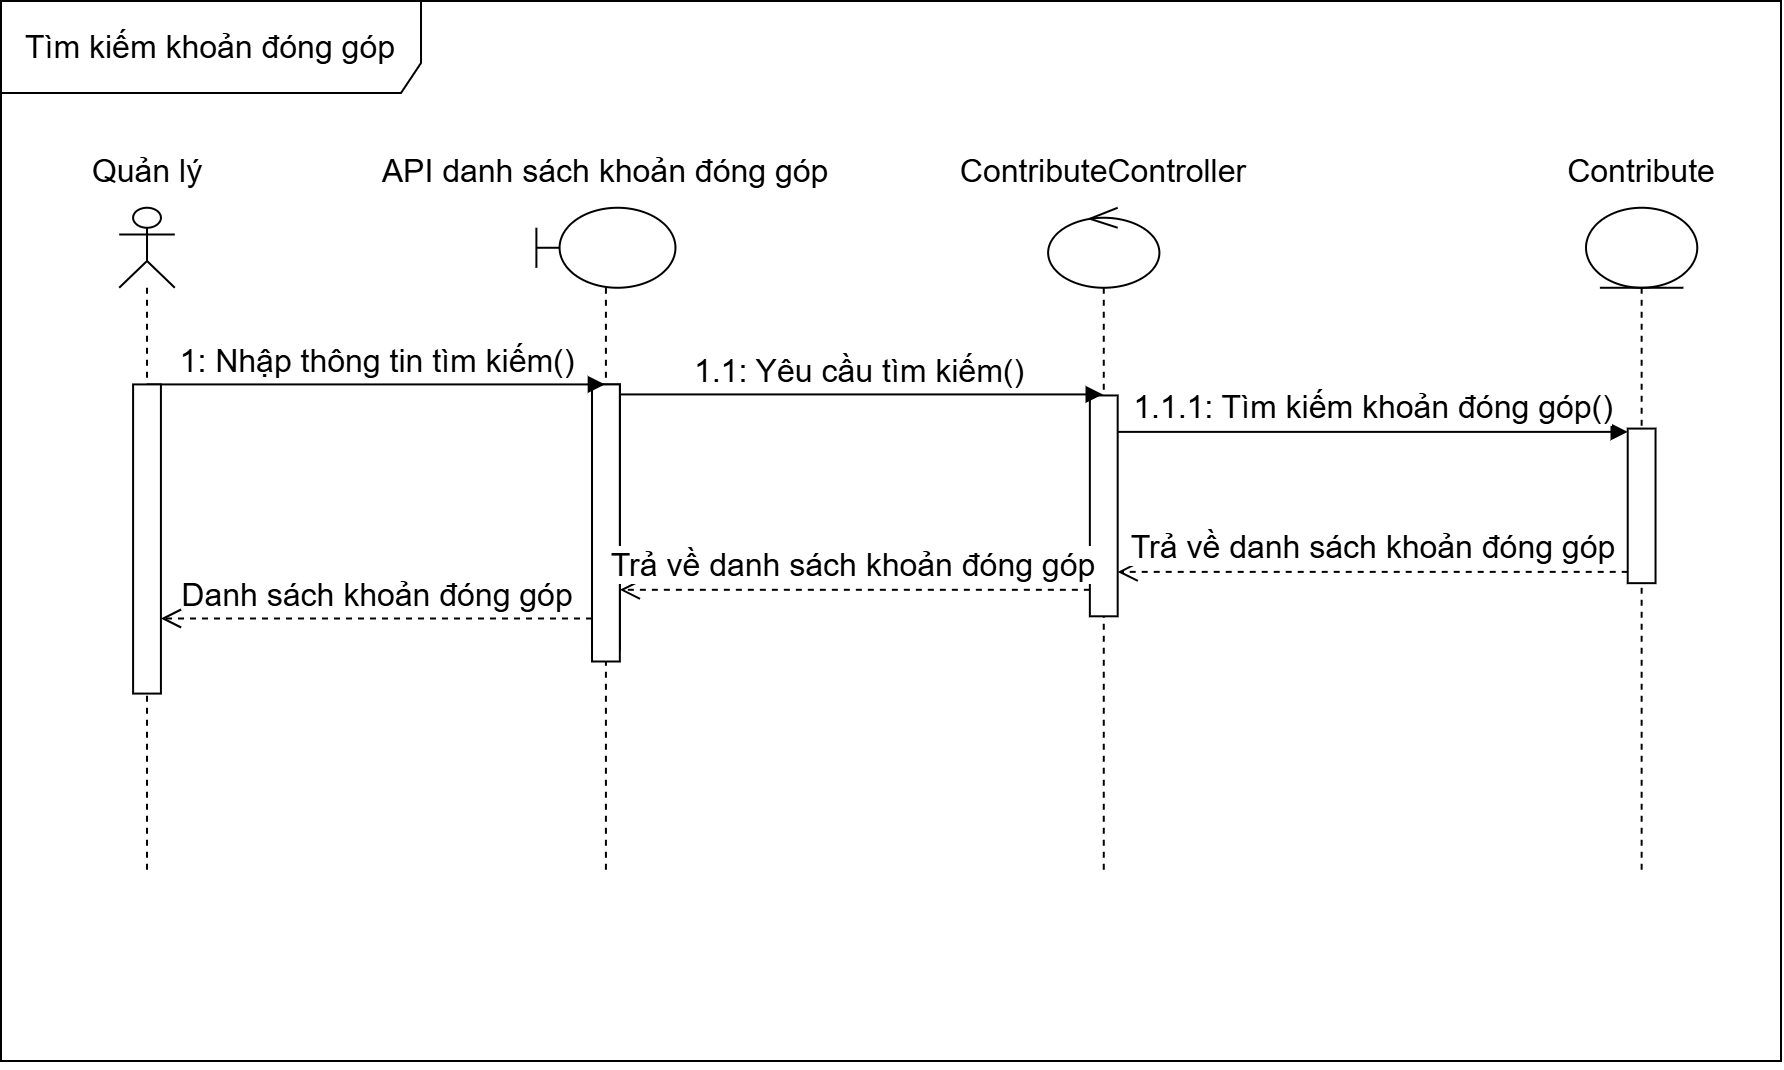 Tìm kiếm khoản đóng góp
Quản lý
API danh sách khoản đóng góp
ContributeController
Contribute
1: Nhập thông tin tìm kiếm()
1.1: Yêu cầu tìm kiếm()
1.1.1: Tìm kiếm khoản đóng góp()
Trả về danh sách khoản đóng góp
Trả về danh sách khoản đóng góp
Danh sách khoản đóng góp